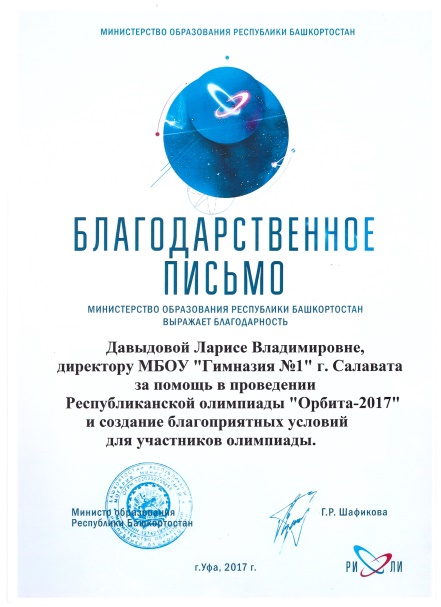 МИНИСТЕРСТВО ОБРАЗОВАНИЯ РЕСПУБЛИКИ БАШКОРТОСТАН
БЛАГОДАРСТВЕННОЕ
ПИСЬМО
МИНИСТЕРСТВО ОБРАЗОВАНИЯ РЕСПУБЛИКИ БАШКОРТОСТАН
ВЫРАЖАЕТ БЛАГОДАРНОСТЬ
Давыдовой Ларисе Владимировне,
директору МБОУ "Гимназия №1" г. Салавата
за помощь в проведении
Республиканской олимпиады "Орбита-2017"
и создание благоприятных условий
для участников олимпиады.
Министр образования
Республики Башкортостан
Г.Р. Шафикова
г.Уфа, 2017 г.
РИ ЛИ